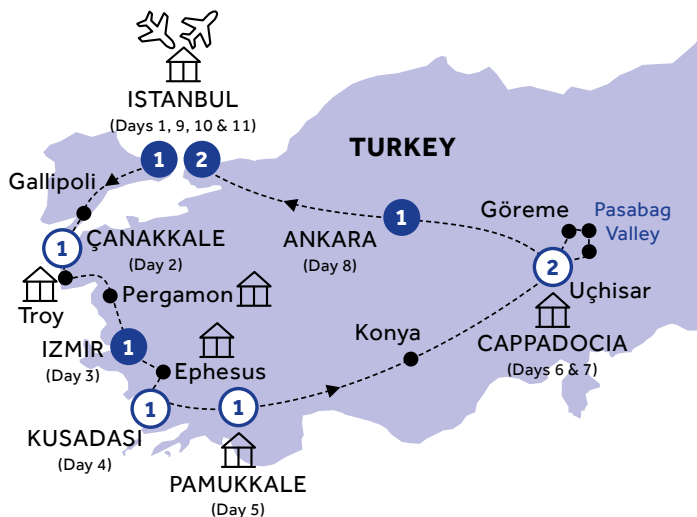 ISTANBUL
(Days 1, 9, 10 & 11)
1
2
TURKEY
Gallipoli
1
ÇANAKKALE
(Day 2)
ANKARA
(Day 8)
1
Göreme
Pasabag
Valley
2
Uçhisar
CAPPADOCIA
(Days 6 & 7)
Troy
Pergamon
IZMIR
(Day 3)
1
Ephesus
Konya
1
KUSADASI
(Day 4)
1
PAMUKKALE
(Day 5)